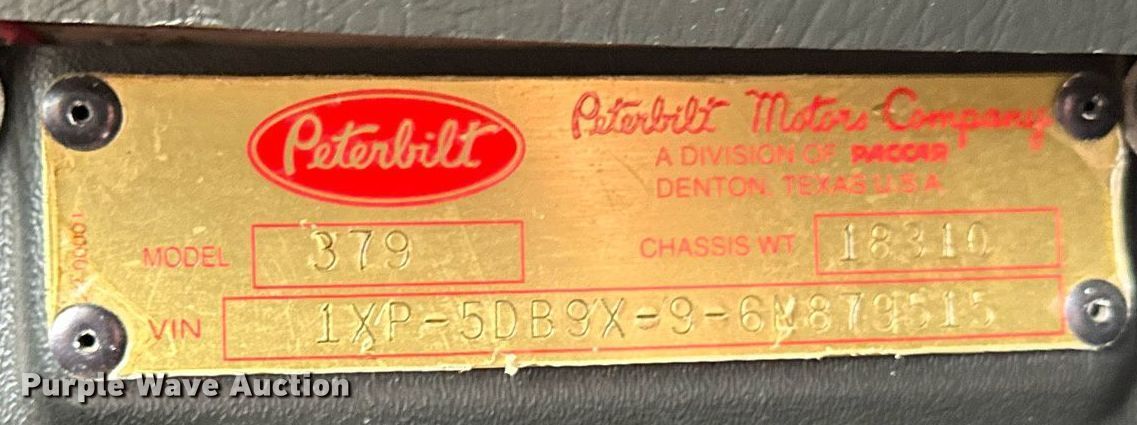 Peterbilt
Peterbilt Motors Company
A DIVISION OF PACCAR
DENTON, TEXAS U.S.A.
MODEL 379
CHASSIS WT 18310
VIN 1XP-5DB9X-9-6N879515
Purple Wave Auction